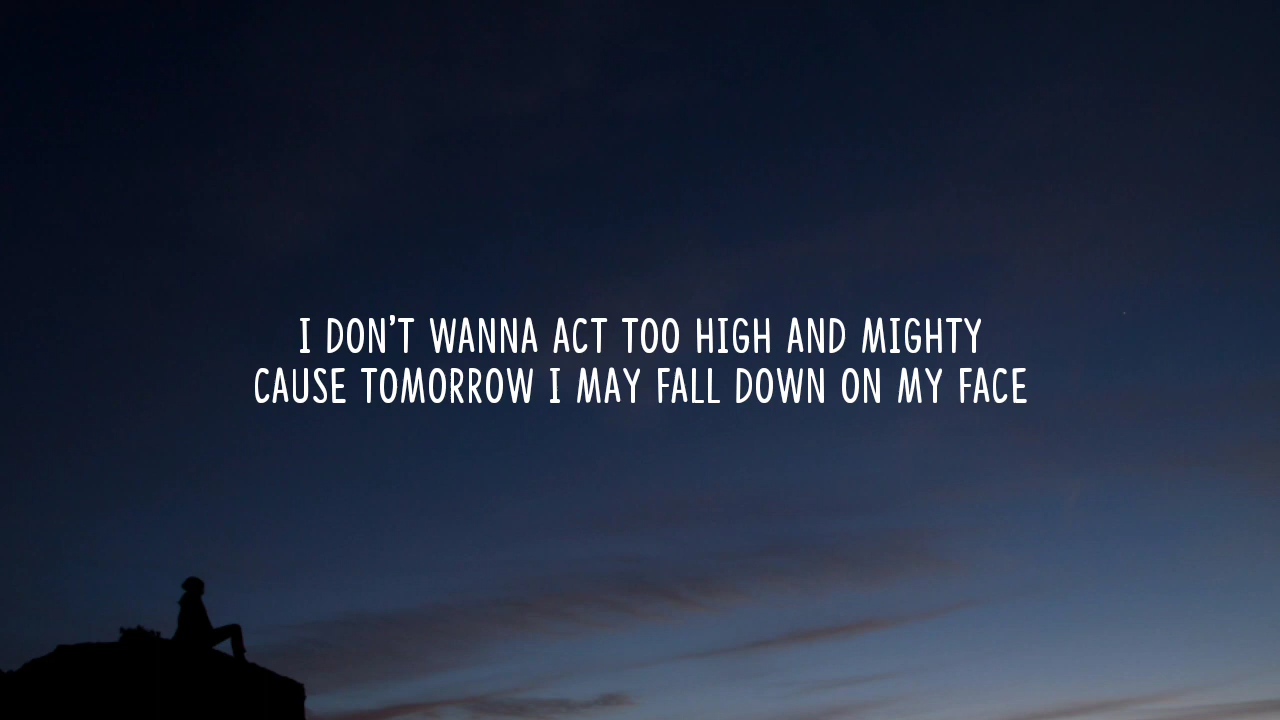 I DON'T WANNA ACT TOO HIGH AND MIGHTY
CAUSE TOMORROW I MAY FALL DOWN ON MY FACE